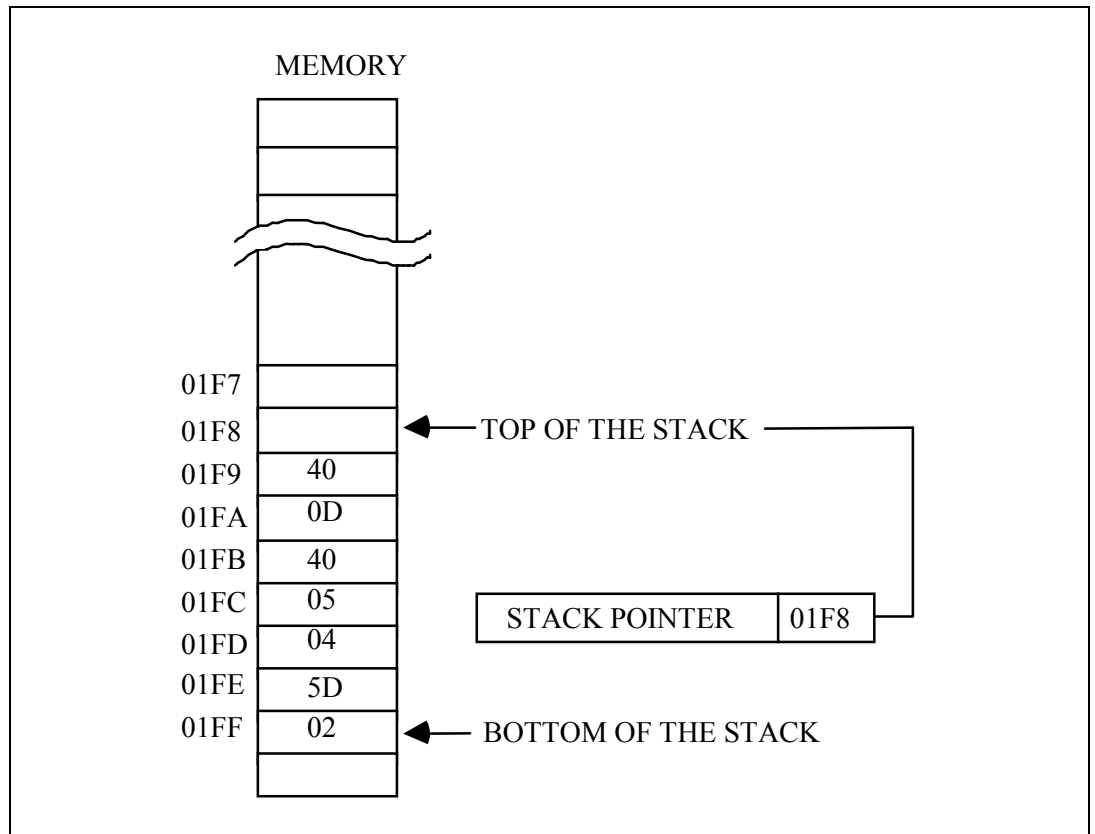 MEMORY
01F7
01F8 TOP OF THE STACK
01F9 40
01FA 0D
01FB 40
01FC 05
STACK POINTER 01F8
01FD 04
01FE 5D
01FF 02 BOTTOM OF THE STACK